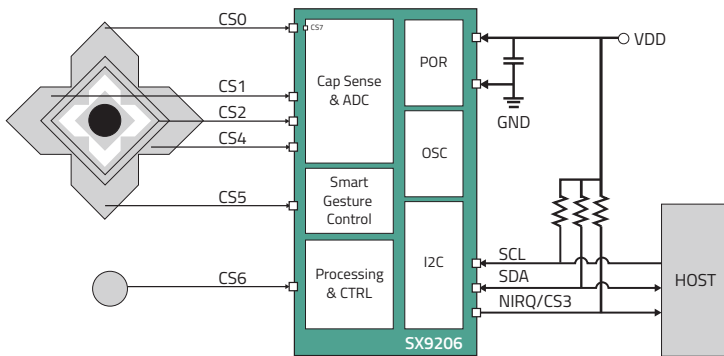 CS0
CS1
CS2
CS4
CS5
CS6
CS7
Cap Sense
& ADC
Smart
Gesture
Control
Processing
& CTRL
POR
OSC
I2C
SX9206
VDD
GND
SCL
SDA
NIRQ/CS3
HOST